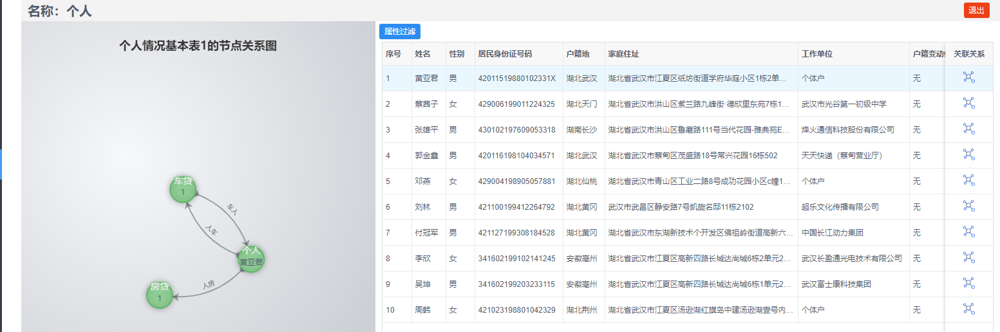 名称：个人
退出
个人情况基本表1的节点关系图
车贷
1
车人
人车
个人
黄亚君
人房
房贷
1
属性过滤
序号 姓名 性别 居民身份证号码 户籍地 家庭住址 工作单位 户籍变动 关联关系
1 黄亚君 男 42011519880102331X 湖北武汉 湖北省武汉市江夏区纸坊街道学府华庭小区1栋2单... 个体户 无
2 蔡茜子 女 429006199011224325 湖北天门 湖北省武汉市洪山区紫兰路九峰街·德欣里东苑7栋1... 武汉市光谷第一初级中学 无
3 张雄平 男 430102197609053318 湖南长沙 湖北省武汉市洪山区鲁磨路111号当代花园-雅典苑E... 烽火通信科技股份有限公司 无
4 郭金鑫 男 420116198104034571 湖北武汉 湖北省武汉市蔡甸区茂盛路18号常兴花园16栋502 天天快递（蔡甸营业厅） 无
5 邓燕 女 429004198905057881 湖北仙桃 湖北省武汉市青山区工业二路8号成功花园小区c幢1... 个体户 无
6 刘林 男 421100199412264792 湖北黄冈 武汉市武昌区静安路7号凯旋名邸11栋2102 超乐文化传播有限公司 无
7 付冠军 男 421127199308184528 湖北黄冈 湖北省武汉市东湖新技术个开发区佛祖岭街道高新六... 中国长江动力集团 无
8 李欣 女 341602199102141245 安徽亳州 湖北省武汉市江夏区高新四路长城达尚城6栋2单元2... 武汉长盈通光电技术有限公司 无
9 吴坤 男 341602199203233115 安徽亳州 湖北省武汉市江夏区高新四路长城达尚城6栋1单元2... 武汉富士康科技集团 无
10 周韩 女 421023198801042329 湖北荆州 湖北省武汉市江夏区汤逊湖红旗岛中建汤逊湖壹号内... 个体户 无